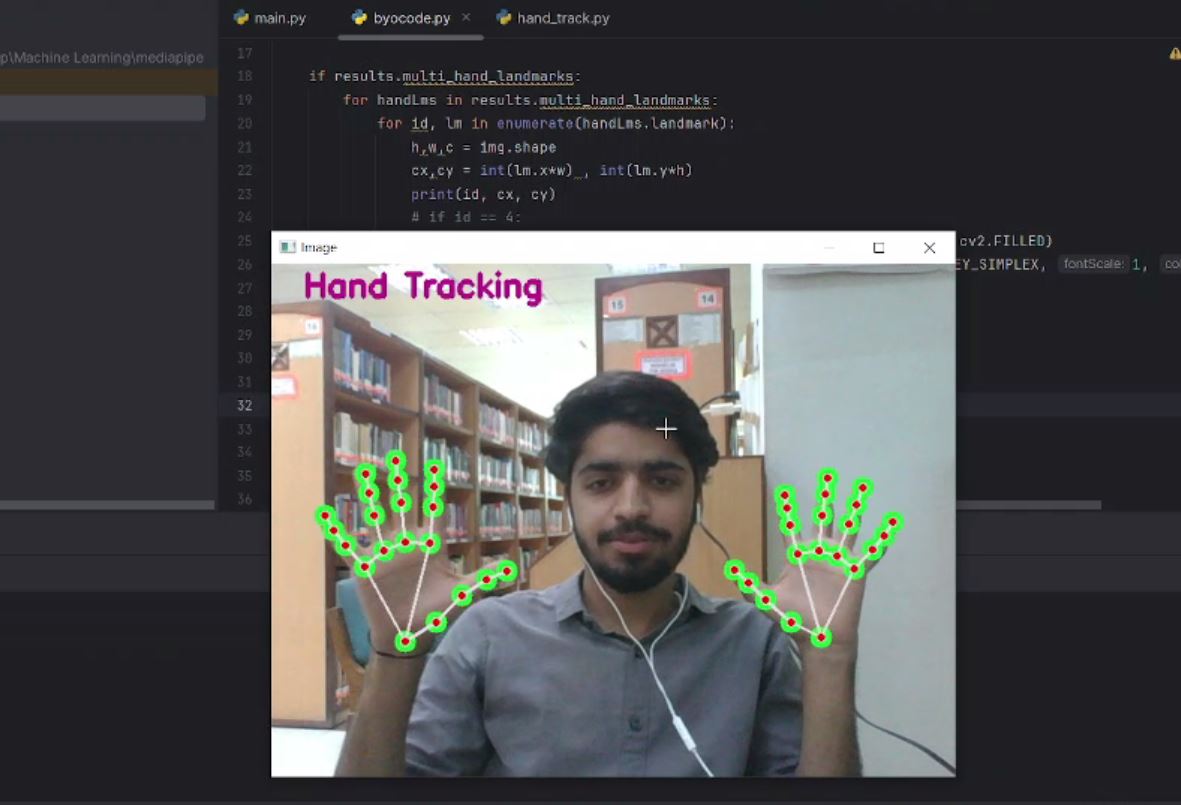 main.py byocode.py hand_track.py
p\Machine Learning\mediapipe
17
18 if results.multi_hand_landmarks:
19 for handLms in results.multi_hand_landmarks:
20 for id, lm in enumerate(handLms.landmark):
21 h,w,c = img.shape
22 cx,cy = int(lm.x*w) , int(lm.y*h)
23 print(id, cx, cy)
24 # if id == 4:
25 cv2.FILLED)
26 EY_SIMPLEX, fontScale: 1, co
27
28
29
30
31
32
33
34
35
36
Image
Hand Tracking
15 14
16